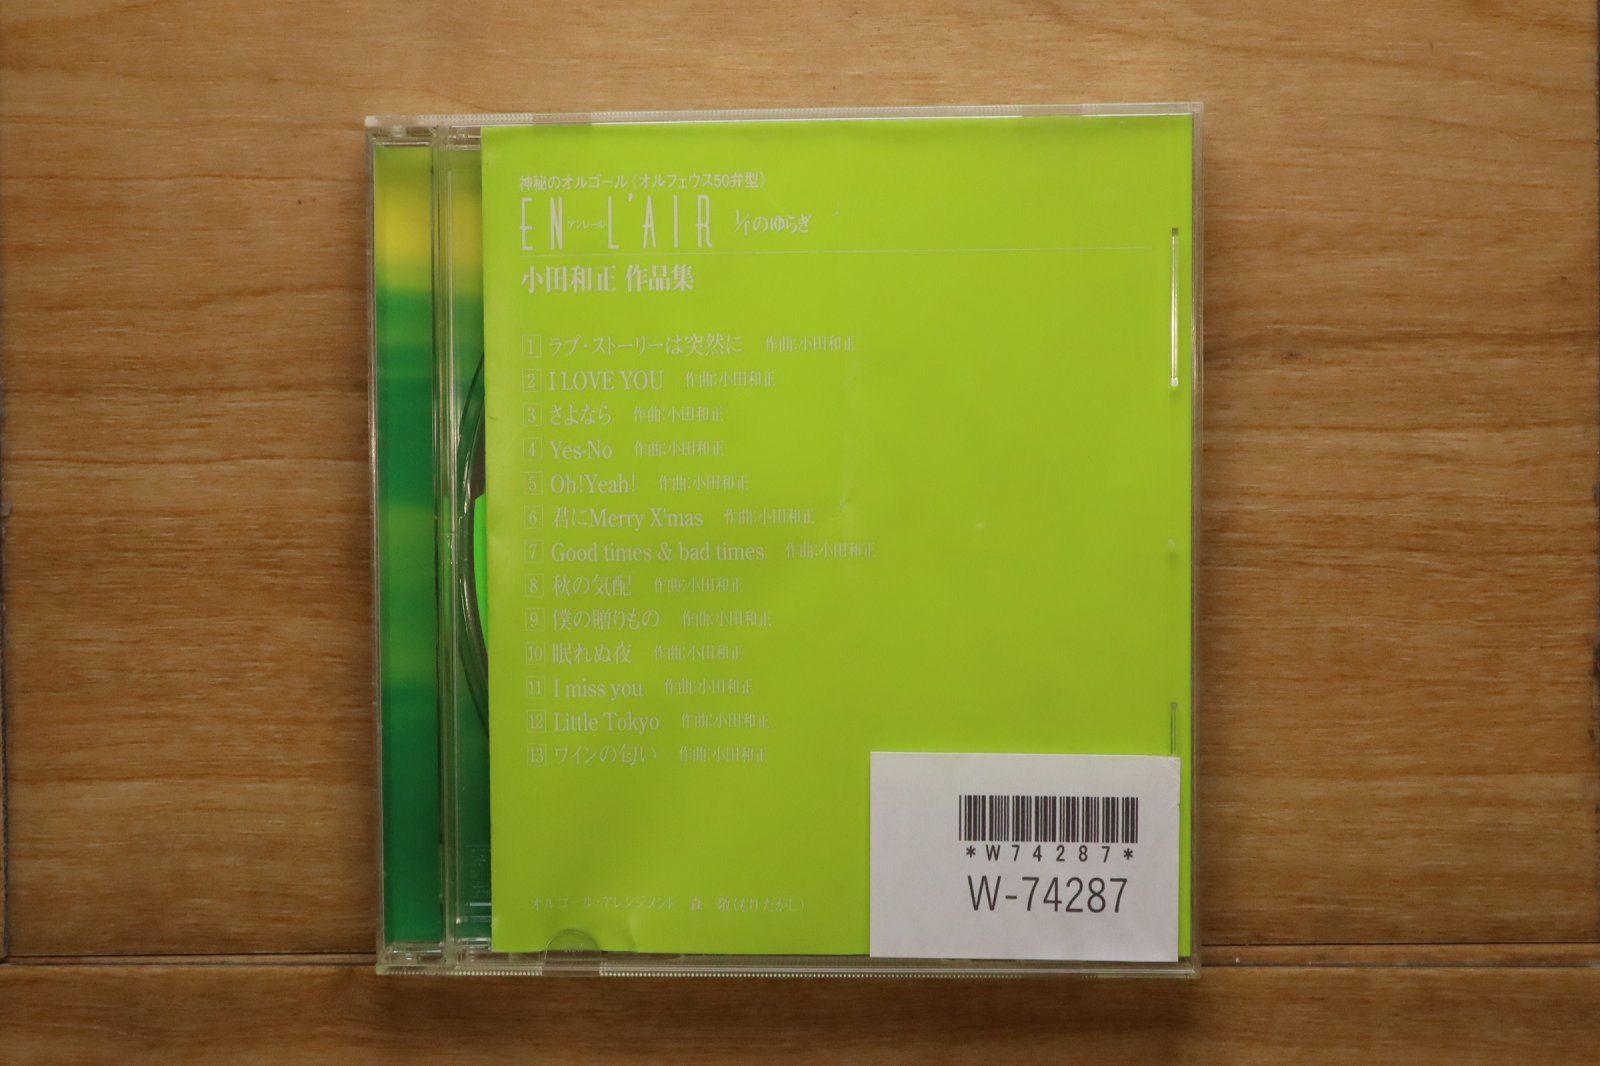 神秘のオルゴール〈オルフェウス50弁型〉
EN L'AIR アンレール 1/fのゆらぎ
小田和正 作品集
1 ラブ・ストーリーは突然に 作曲:小田和正
2 I LOVE YOU 作曲:小田和正
3 さよなら 作曲:小田和正
4 Yes-No 作曲:小田和正
5 Oh!Yeah! 作曲:小田和正
6 君にMerry X'mas 作曲:小田和正
7 Good times & bad times 作曲:小田和正
8 秋の気配 作曲:小田和正
9 僕の贈りもの 作曲:小田和正
10 眠れぬ夜 作曲:小田和正
11 I miss you 作曲:小田和正
12 Little Tokyo 作曲:小田和正
13 ワインの匂い 作曲:小田和正
オルゴール・アレンジメント 森 敬(もりたかし)
*W74287*
W-74287